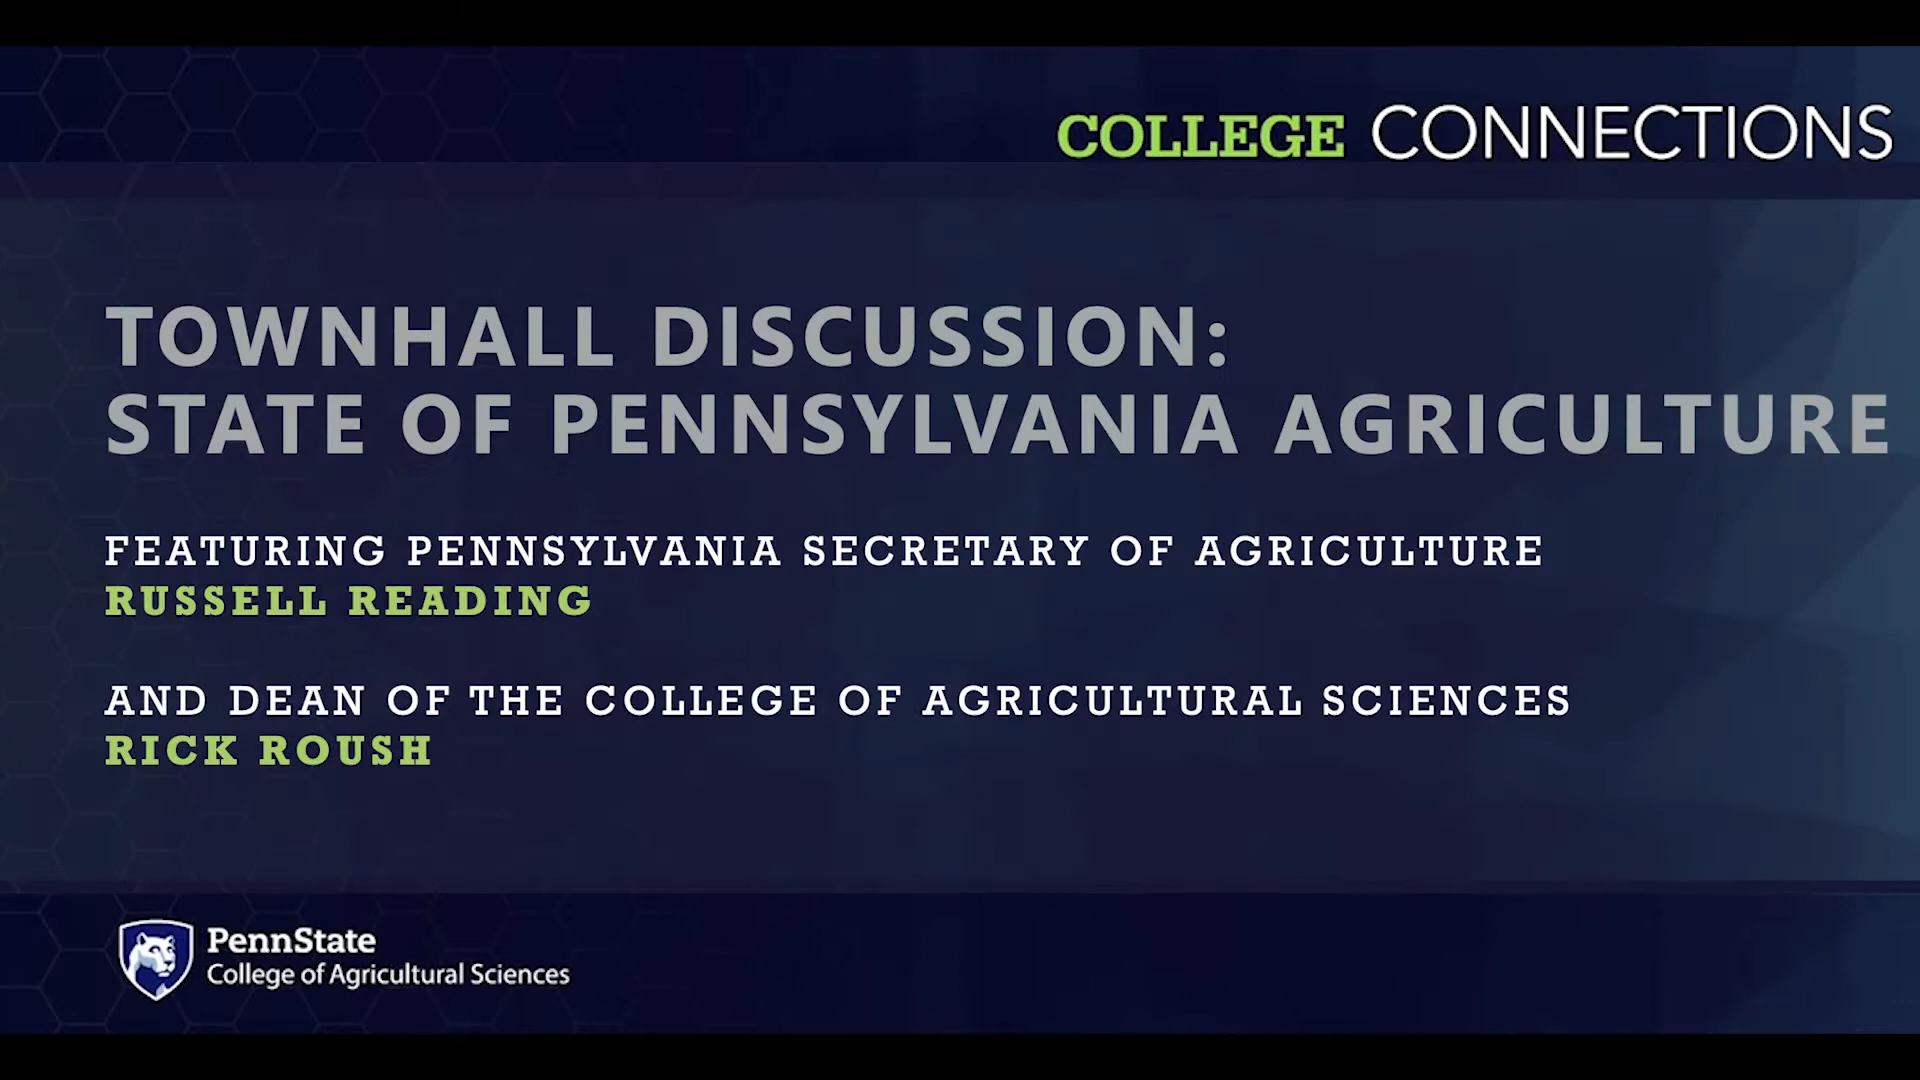 COLLEGE CONNECTIONS
TOWNHALL DISCUSSION:
STATE OF PENNSYLVANIA AGRICULTURE
FEATURING PENNSYLVANIA SECRETARY OF AGRICULTURE
RUSSELL READING
AND DEAN OF THE COLLEGE OF AGRICULTURAL SCIENCES
RICK ROUSH
PennState
College of Agricultural Sciences